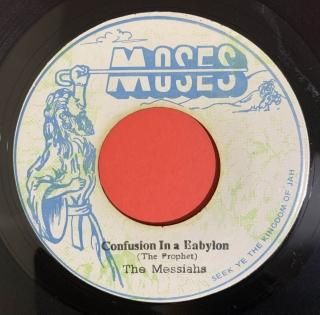 MOSES
Confusion In a Babylon
(The Prophet)
The Messiahs
SEEK YE THE KINGDOM OF JAH